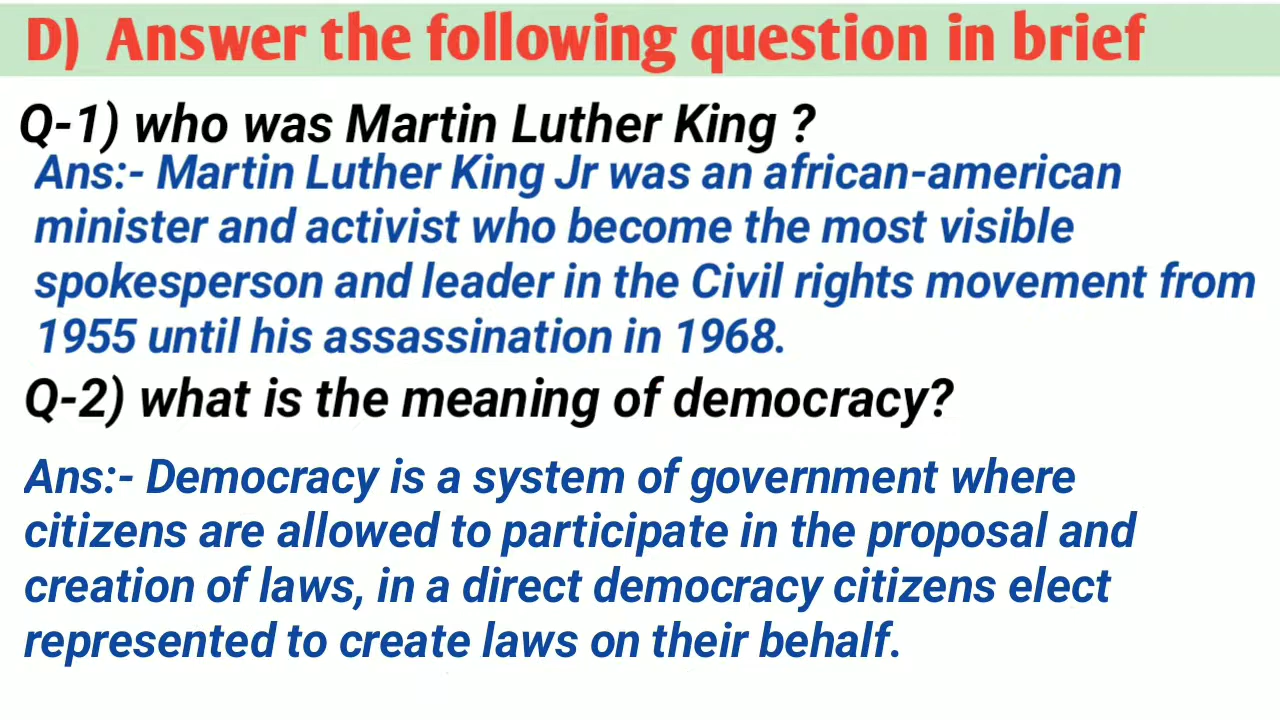 D) Answer the following question in brief
Q-1) who was Martin Luther King ?
Ans:- Martin Luther King Jr was an african-american
minister and activist who become the most visible
spokesperson and leader in the Civil rights movement from
1955 until his assassination in 1968.
Q-2) what is the meaning of democracy?
Ans:- Democracy is a system of government where
citizens are allowed to participate in the proposal and
creation of laws, in a direct democracy citizens elect
represented to create laws on their behalf.